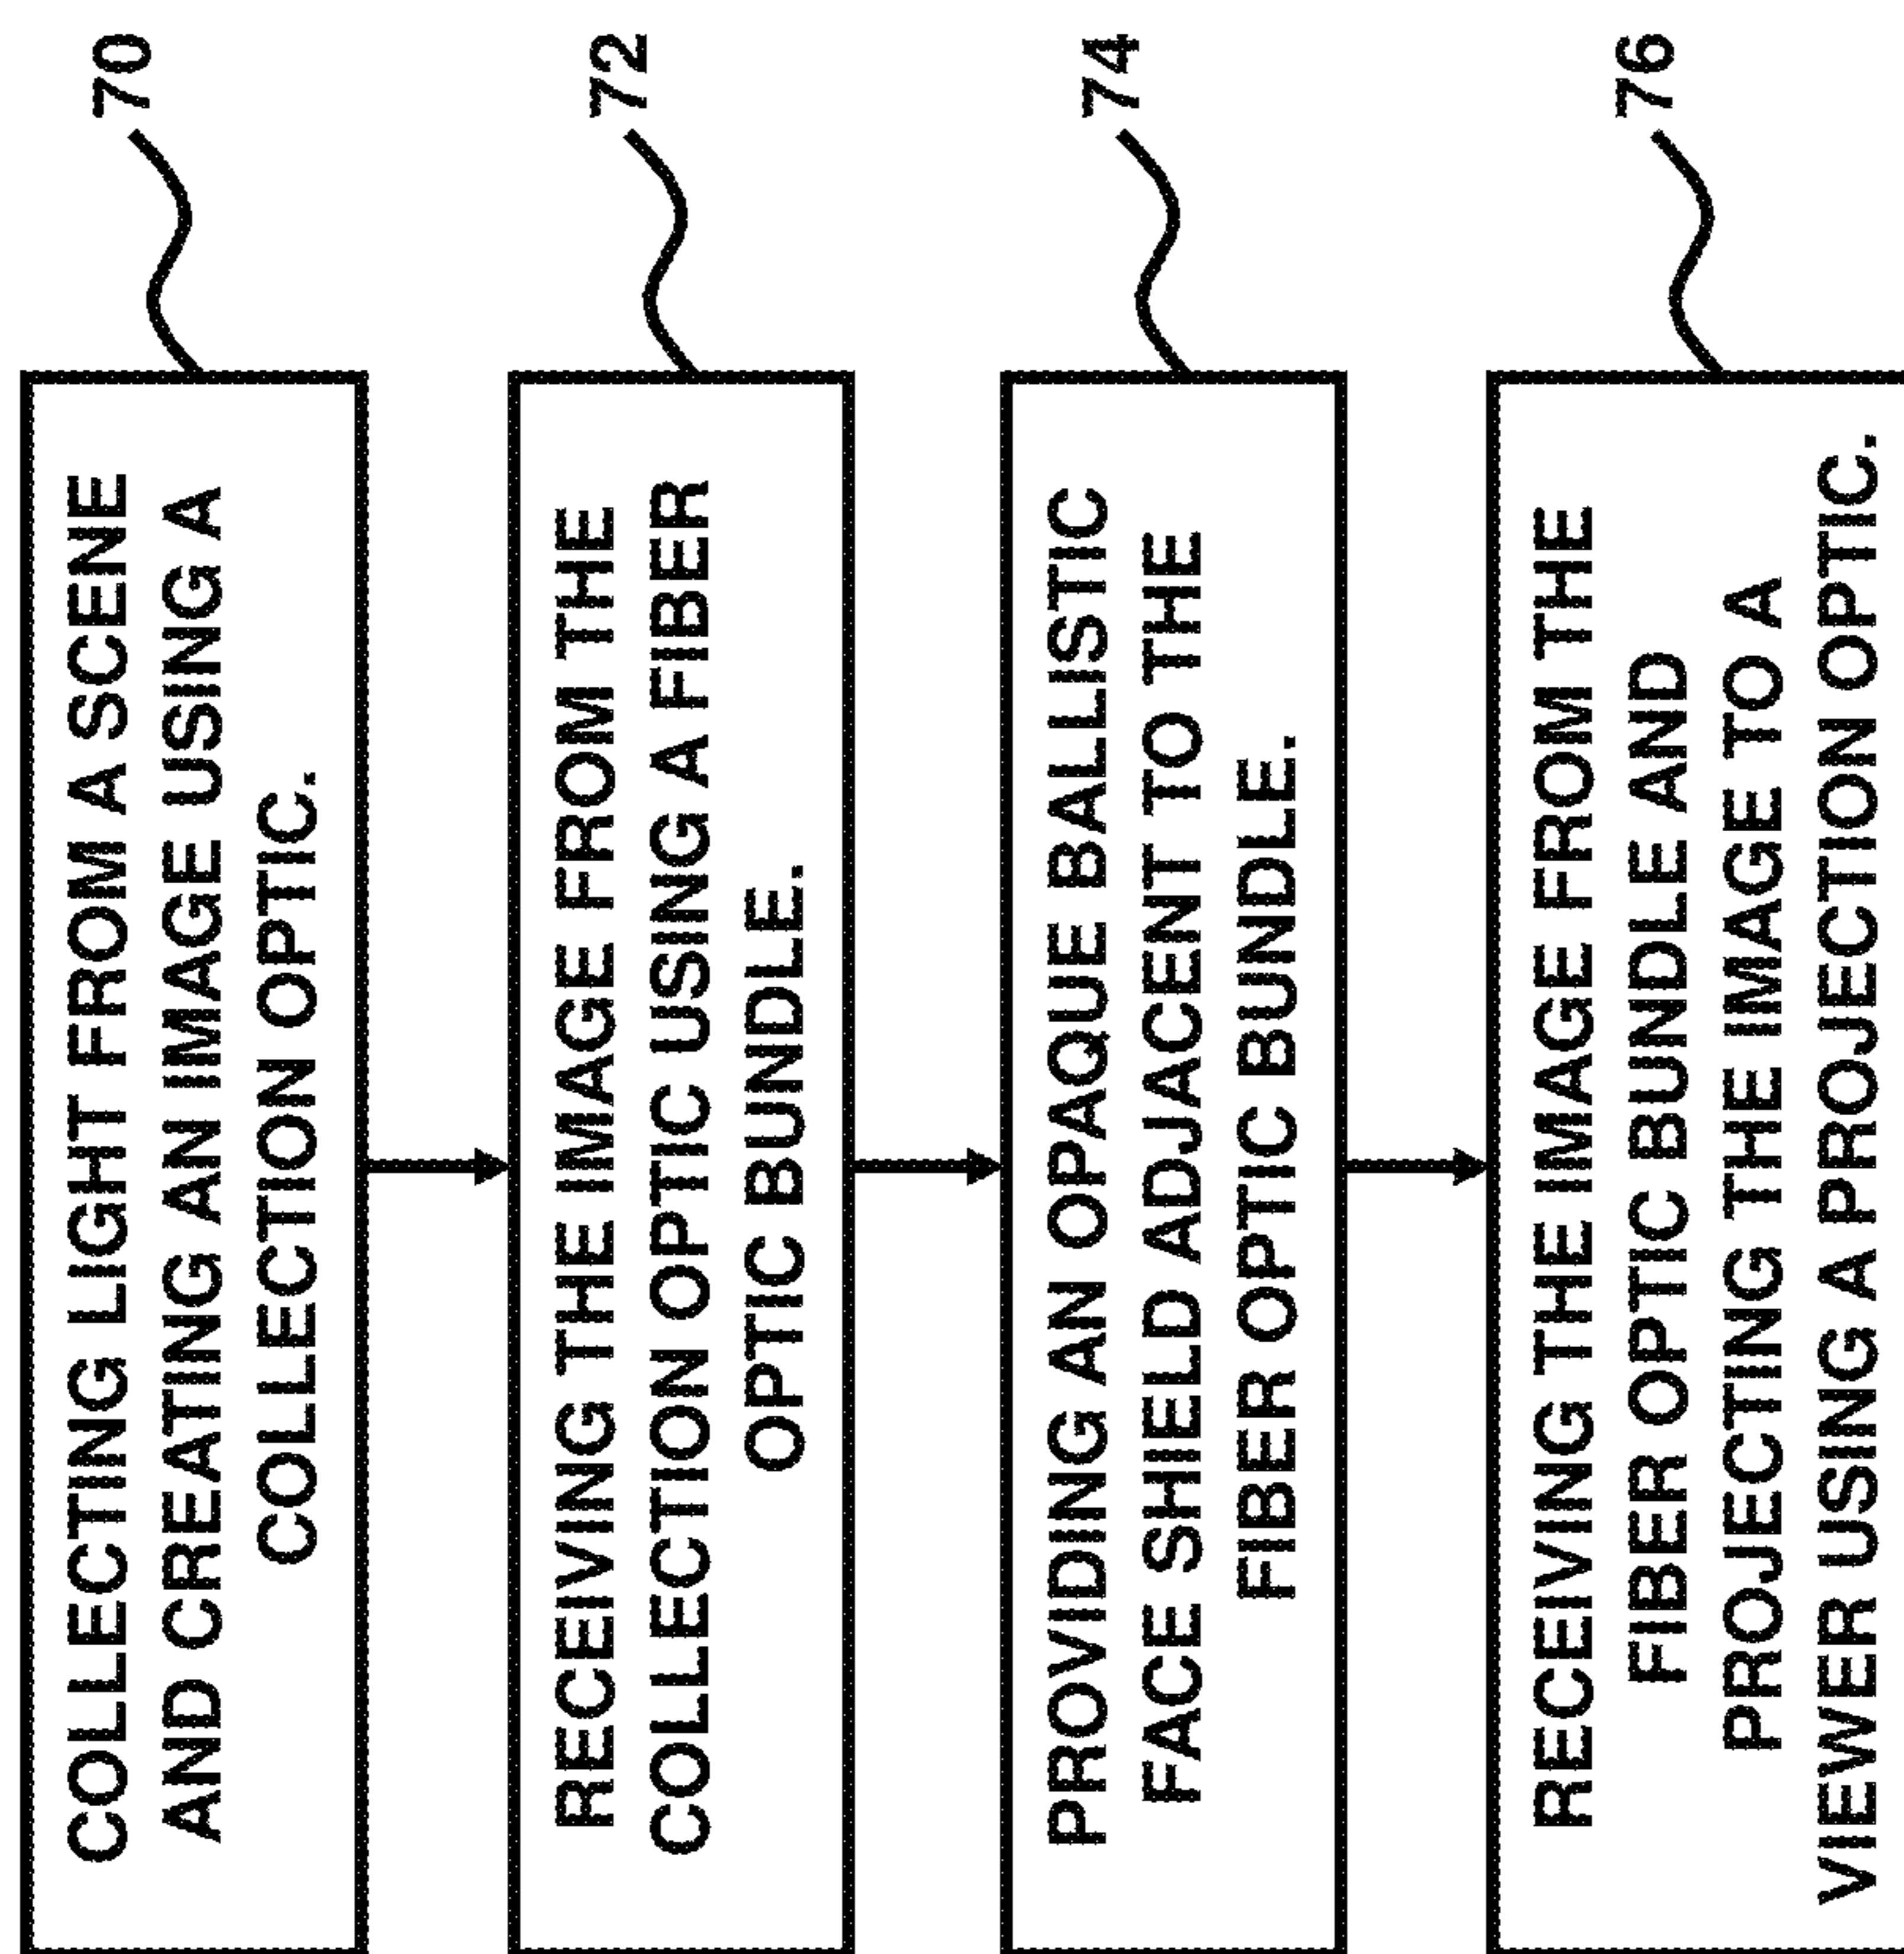 COLLECTING LIGHT FROM A SCENE
AND CREATING AN IMAGE USING A
COLLECTION OPTIC.
70
RECEIVING THE IMAGE FROM THE
COLLECTION OPTIC USING A FIBER
OPTIC BUNDLE.
72
PROVIDING AN OPAQUE BALLISTIC
FACE SHIELD ADJACENT TO THE
FIBER OPTIC BUNDLE.
74
RECEIVING THE IMAGE FROM THE
FIBER OPTIC BUNDLE AND
PROJECTING THE IMAGE TO A
VIEWER USING A PROJECTION OPTIC.
76